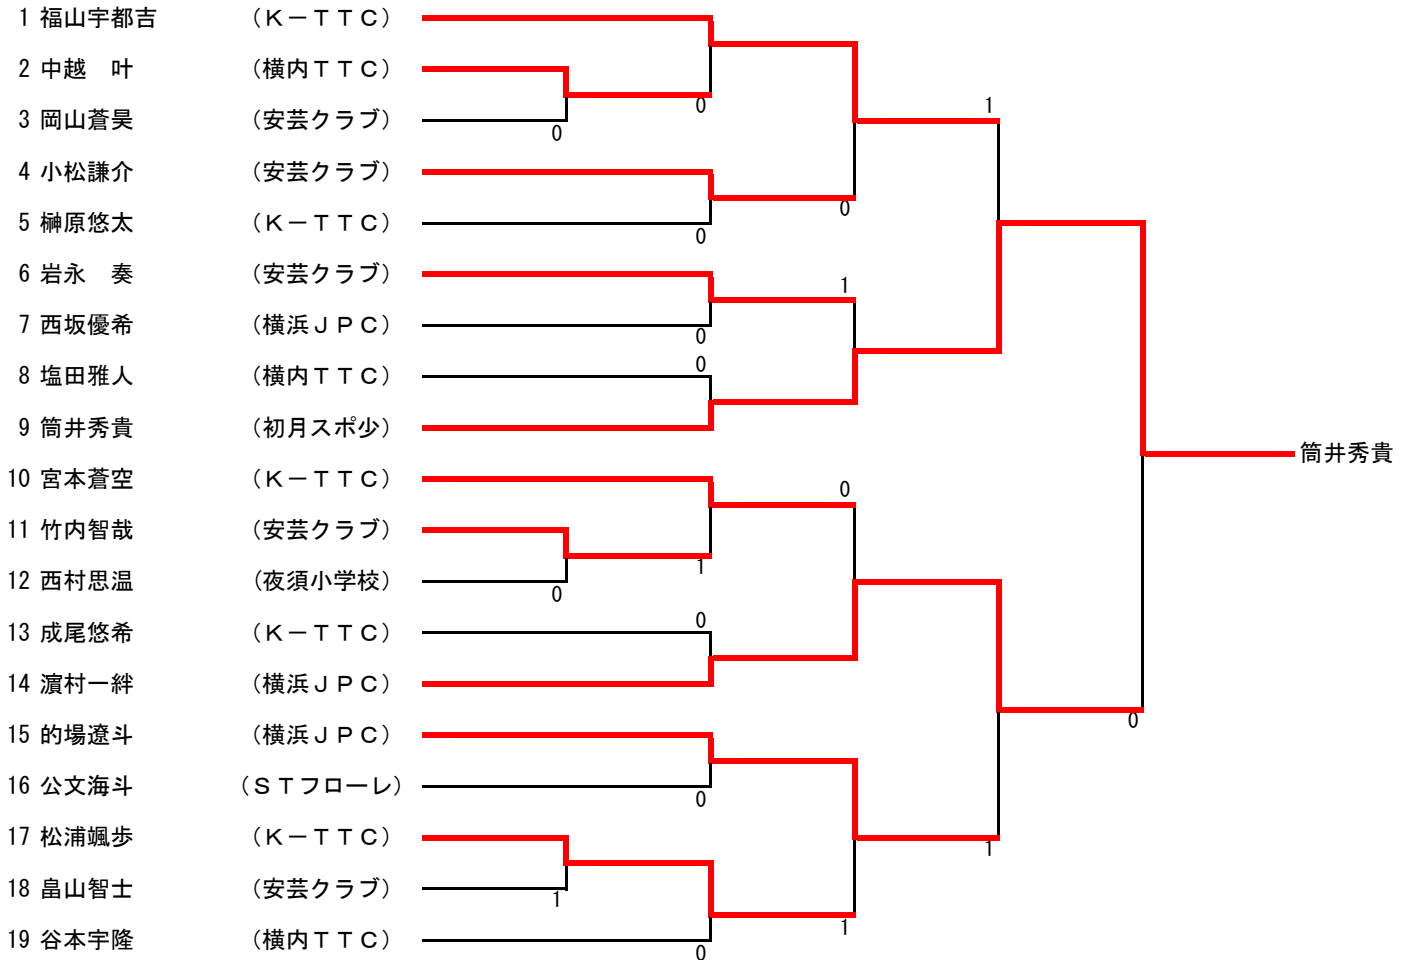 1 福山宇都吉 （Ｋ－ＴＴＣ）
2 中越　叶 （横内ＴＴＣ）
0
3 岡山蒼昊 （安芸クラブ）
0
1
4 小松謙介 （安芸クラブ）
0
5 榊原悠太 （Ｋ－ＴＴＣ）
0
6 岩永　奏 （安芸クラブ）
1
7 西坂優希 （横浜ＪＰＣ）
0
8 塩田雅人 （横内ＴＴＣ）
0
9 筒井秀貴 （初月スポ少）
筒井秀貴
10 宮本蒼空 （Ｋ－ＴＴＣ）
0
11 竹内智哉 （安芸クラブ）
1
12 西村思温 （夜須小学校）
0
13 成尾悠希 （Ｋ－ＴＴＣ）
0
14 濵村一絆 （横浜ＪＰＣ）
0
15 的場遼斗 （横浜ＪＰＣ）
16 公文海斗 （ＳＴフローレ）
0
17 松浦颯歩 （Ｋ－ＴＴＣ）
1
18 畠山智士 （安芸クラブ）
1
1
19 谷本宇隆 （横内ＴＴＣ）
0